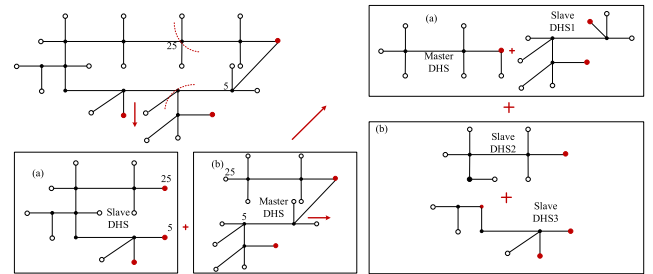 25
5
(a)
25
Slave
DHS
5
(b)
25
Master
DHS
5
(a)
Slave
DHS1
Master
DHS
(b)
Slave
DHS2
Slave
DHS3